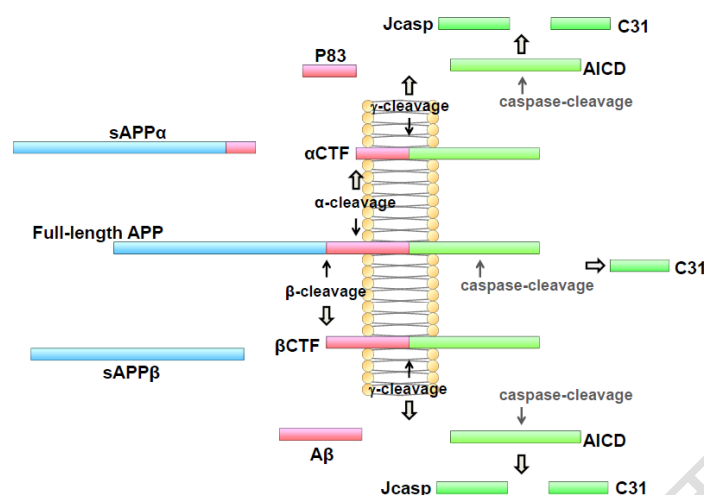 Jcasp
C31
P83
AICD
γ-cleavage
caspase-cleavage
sAPPα
αCTF
α-cleavage
Full-length APP
β-cleavage
caspase-cleavage
C31
βCTF
sAPPβ
γ-cleavage
caspase-cleavage
Aβ
AICD
Jcasp
C31